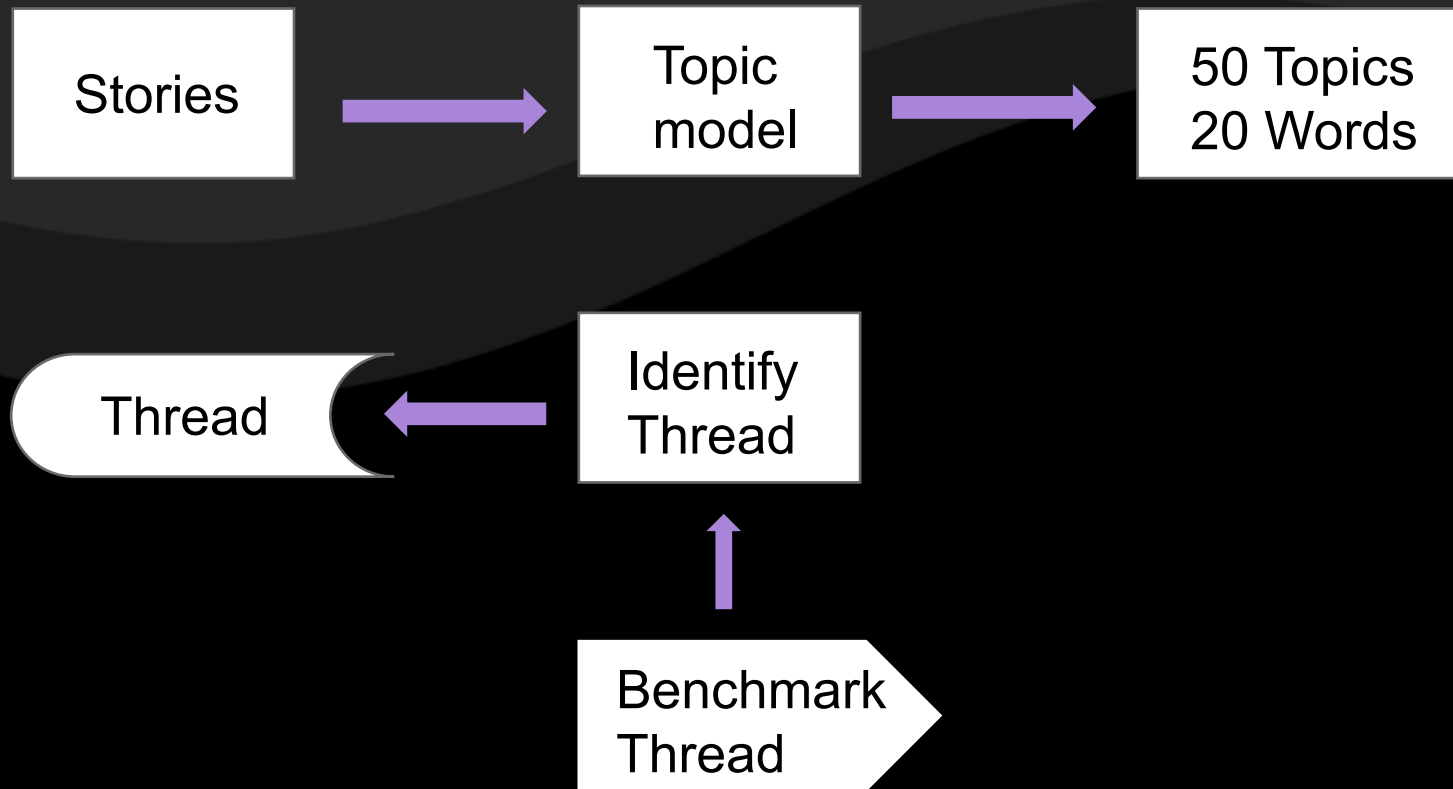 Stories
Topic
model
50 Topics
20 Words
Thread
Identify
Thread
Benchmark
Thread